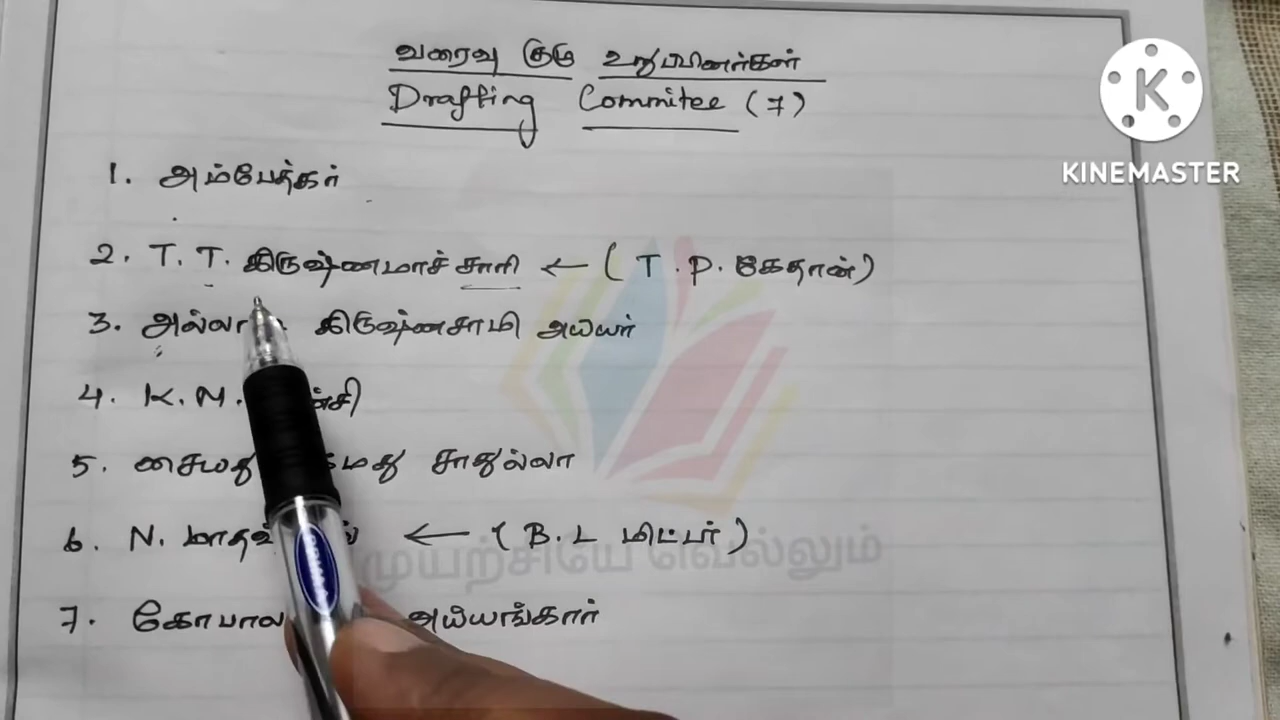 வரைவு குழு உறுப்பினர்கள்
Drafting Commitee (7)
K
KINEMASTER
1. அம்பேத்கர்
2. T. T. கிருஷ்ணமாச்சாரி ← ( T. P. கேதான்)
3. கிருஷ்ணசாமி அய்யர்
4. K. M.
5. சாதுல்லா
6. N. ← ( B. L மிட்டர் )
முயற்சியே வெல்லும்
7. அய்யங்கார்